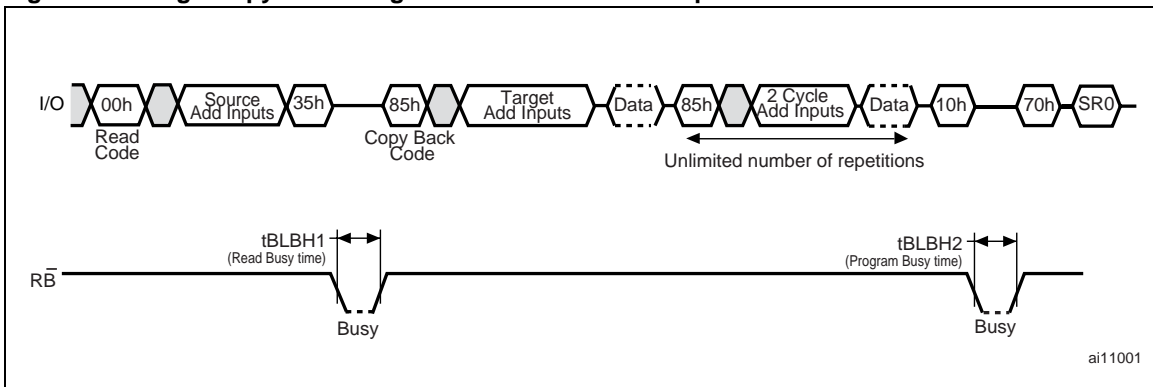 I/O 00h Source Add Inputs 35h 85h Target Add Inputs Data 85h 2 Cycle Add Inputs Data 10h 70h SR0
Read Code
Copy Back Code
Unlimited number of repetitions
tBLBH1
(Read Busy time)
tBLBH2
(Program Busy time)
RB̅
Busy
Busy
ai11001